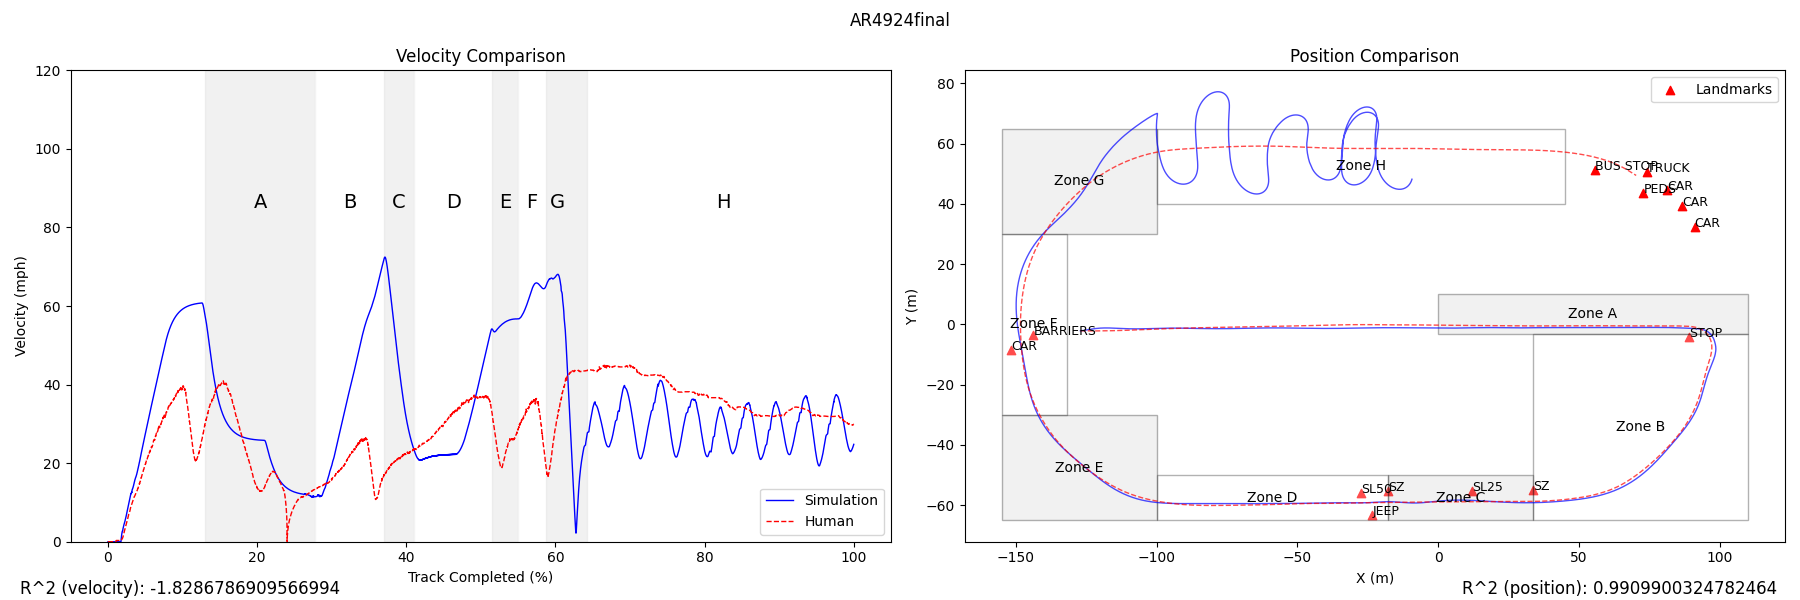 AR4924final
Velocity Comparison
Velocity (mph)
120
100
80
60
40
20
0
A
B
C
D
E
F
G
H
Simulation
Human
0
20
40
60
80
100
Track Completed (%)
R^2 (velocity): -1.8286786909566994
Position Comparison
Y (m)
80
60
40
20
0
−20
−40
−60
Landmarks
Zone H
Zone G
BUS STOP
TRUCK
PEDS
CAR
CAR
CAR
Zone A
Zone F
BARRIERS
CAR
STOP
Zone B
Zone E
Zone D
SL50
SZ
JEEP
Zone C
SL25
SZ
−150
−100
−50
0
50
100
X (m)
R^2 (position): 0.9909900324782464